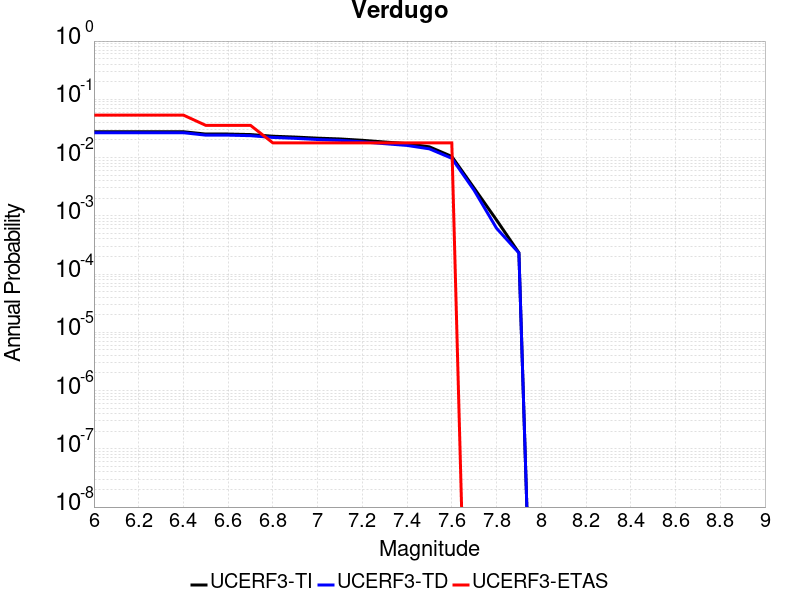 Verdugo
10^0
10^-1
10^-2
10^-3
10^-4
10^-5
10^-6
10^-7
10^-8
Annual Probability
6 6.2 6.4 6.6 6.8 7 7.2 7.4 7.6 7.8 8 8.2 8.4 8.6 8.8 9
Magnitude
UCERF3-TI UCERF3-TD UCERF3-ETAS